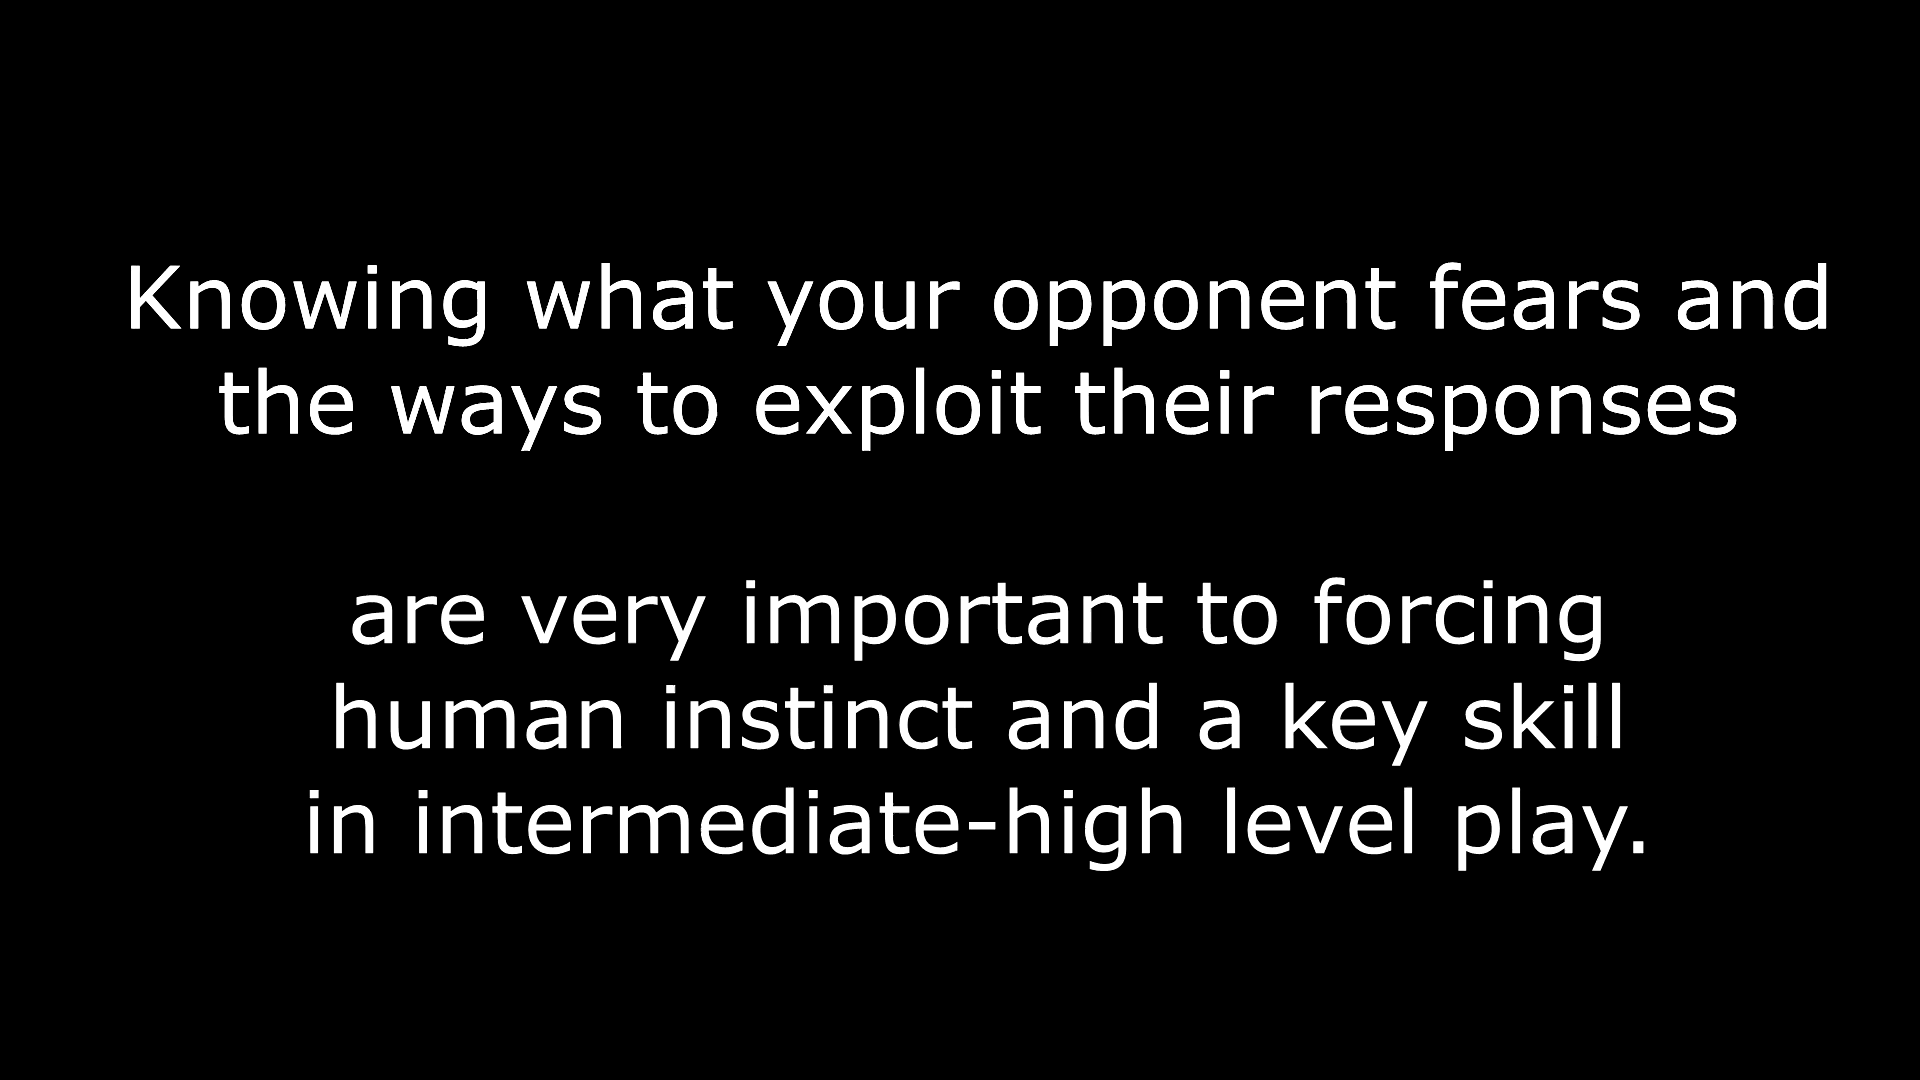 Knowing what your opponent fears and
the ways to exploit their responses
are very important to forcing
human instinct and a key skill
in intermediate-high level play.